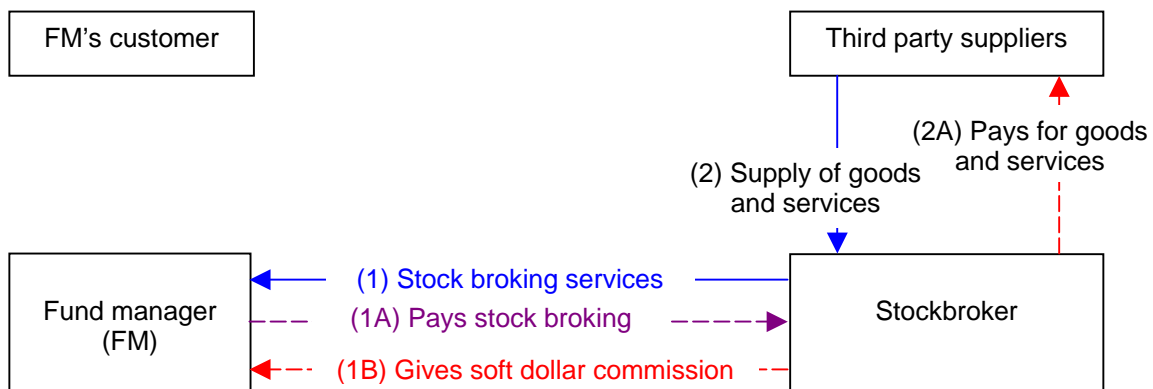 FM’s customer
Third party suppliers
(2A) Pays for goods
and services
(2) Supply of goods
and services
(1) Stock broking services
Fund manager
(FM)
(1A) Pays stock broking
Stockbroker
(1B) Gives soft dollar commission